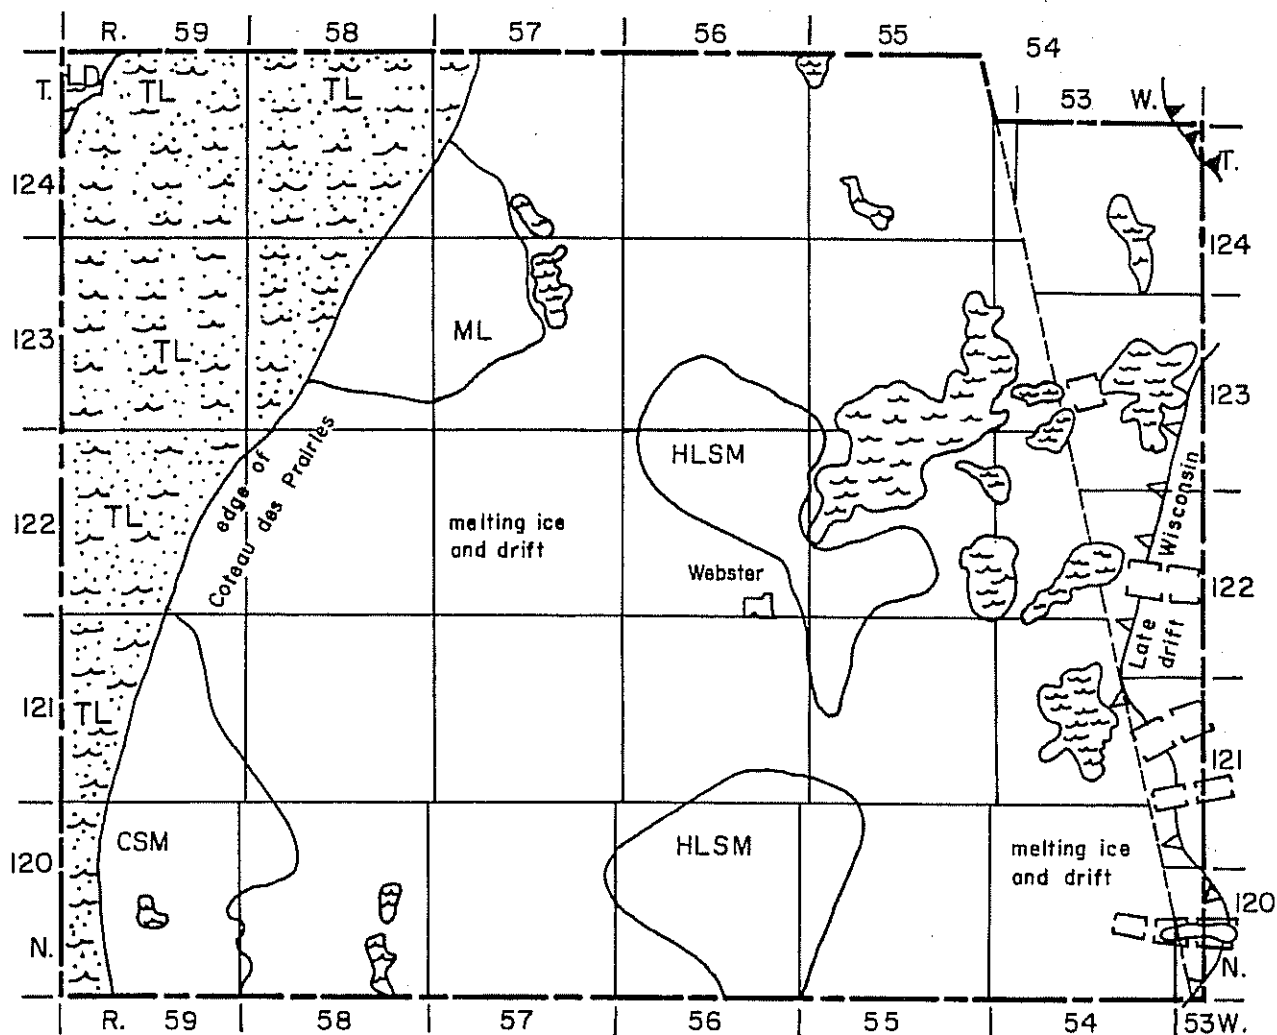 R. 59 58 57 56 55 54
53 W.
LD
T. TL TL
T.
124
124
123
ML
TL
123
edge of
Coteau des Prairies
HLSM
122
TL
melting ice
and drift
Webster
Late Wisconsin
drift
122
121
TL
121
CSM
HLSM
melting ice
and drift
120
120
N.
N.
R. 59 58 57 56 55 54 53W.